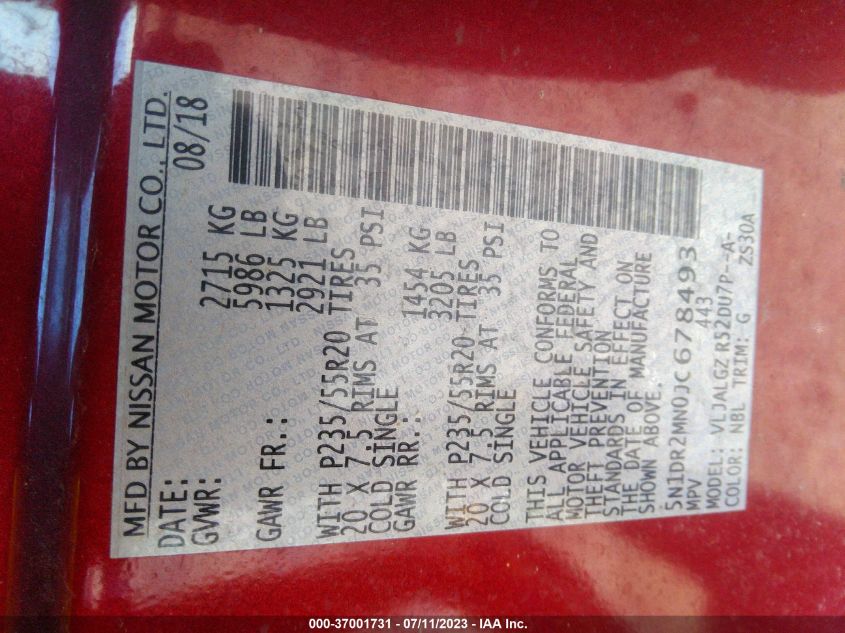 MFD BY NISSAN MOTOR CO., LTD.
DATE: 08/18
GVWR: 2715 KG
5986 LB
GAWR FR.: 1325 KG
2921 LB
WITH P235/55R20 TIRES
20 X 7.5 RIMS AT 35 PSI
COLD SINGLE
GAWR RR.: 1454 KG
3205 LB
WITH P235/55R20 TIRES
20 X 7.5 RIMS AT 35 PSI
COLD SINGLE
THIS VEHICLE CONFORMS TO
ALL APPLICABLE FEDERAL
MOTOR VEHICLE SAFETY AND
THEFT PREVENTION
STANDARDS IN EFFECT ON
THE DATE OF MANUFACTURE
SHOWN ABOVE.
5N1DR2MN0JC678493
MPV 443
MODEL: VLJALGZ R52DU7P--A-
COLOR: NBL TRIM: G ZS30A
000-37001731 - 07/11/2023 - IAA Inc.